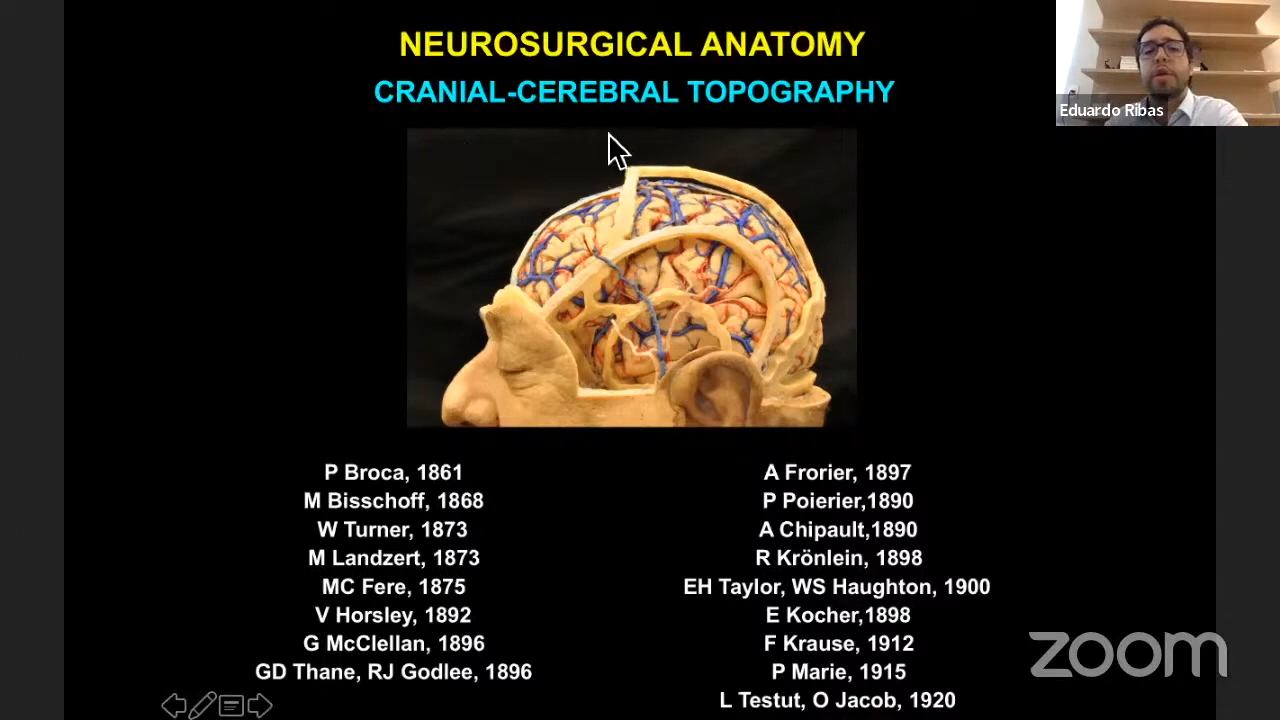 NEUROSURGICAL ANATOMY
CRANIAL-CEREBRAL TOPOGRAPHY
Eduardo Ribas
P Broca, 1861
M Bisschoff, 1868
W Turner, 1873
M Landzert, 1873
MC Fere, 1875
V Horsley, 1892
G McClellan, 1896
GD Thane, RJ Godlee, 1896
A Frorier, 1897
P Poierier,1890
A Chipault,1890
R Krönlein, 1898
EH Taylor, WS Haughton, 1900
E Kocher,1898
F Krause, 1912
P Marie, 1915
L Testut, O Jacob, 1920
zoom